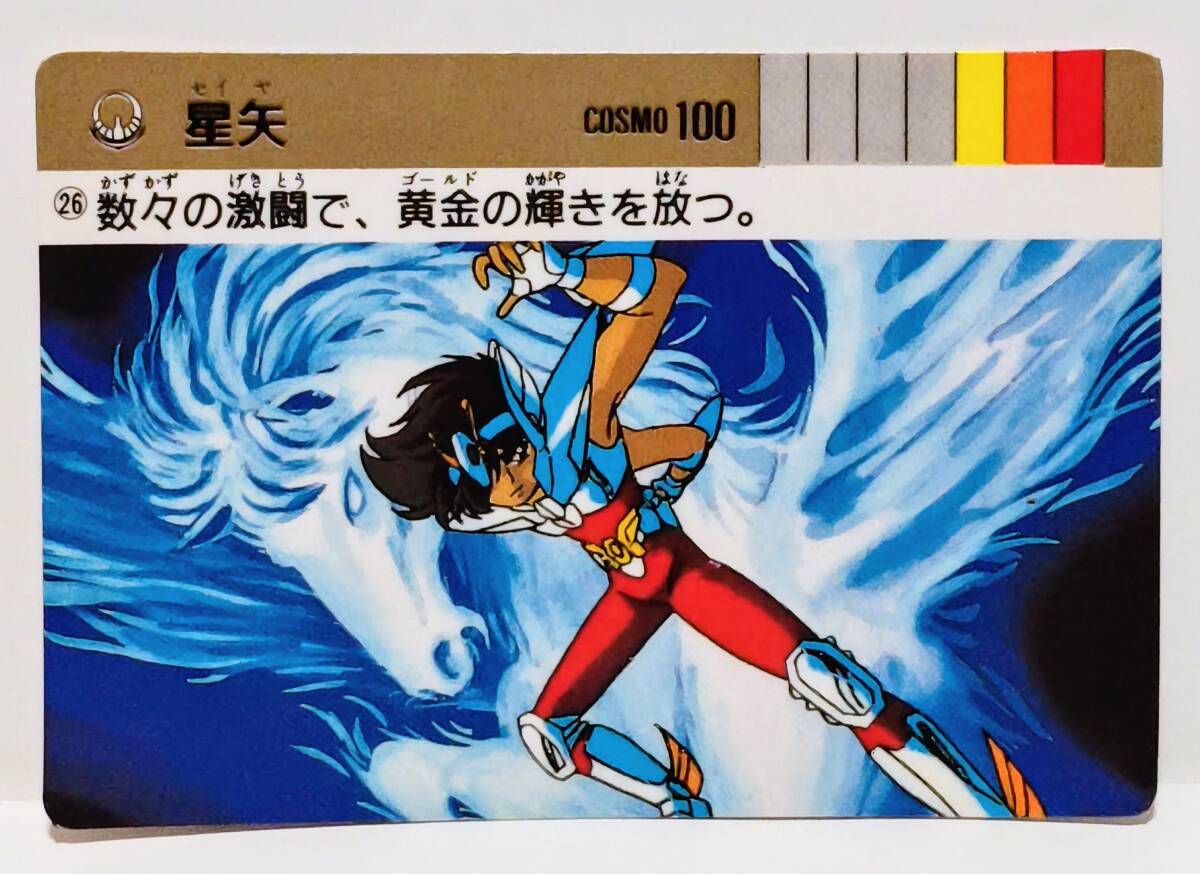 セイヤ
星矢
COSMO 100
かずかず げきとう ゴールド かがや はな
㉖ 数々の激闘で、黄金の輝きを放つ。